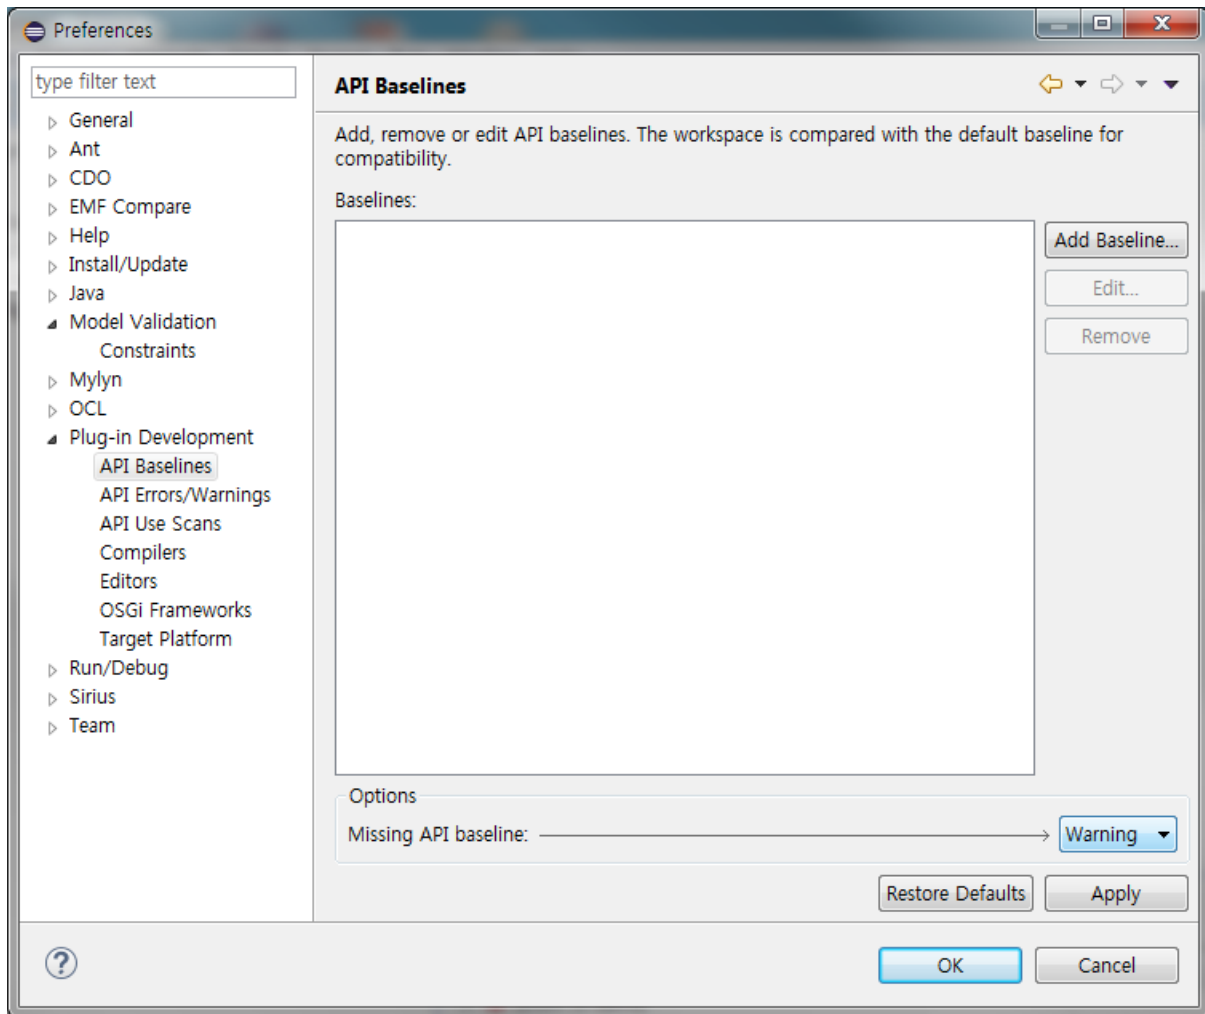 Preferences
type filter text
General
Ant
CDO
EMF Compare
Help
Install/Update
Java
Model Validation
Constraints
Mylyn
OCL
Plug-in Development
API Baselines
API Errors/Warnings
API Use Scans
Compilers
Editors
OSGi Frameworks
Target Platform
Run/Debug
Sirius
Team
API Baselines
Add, remove or edit API baselines. The workspace is compared with the default baseline for
compatibility.
Baselines:
Add Baseline...
Edit...
Remove
Options
Missing API baseline:
Warning
Restore Defaults
Apply
?
OK
Cancel